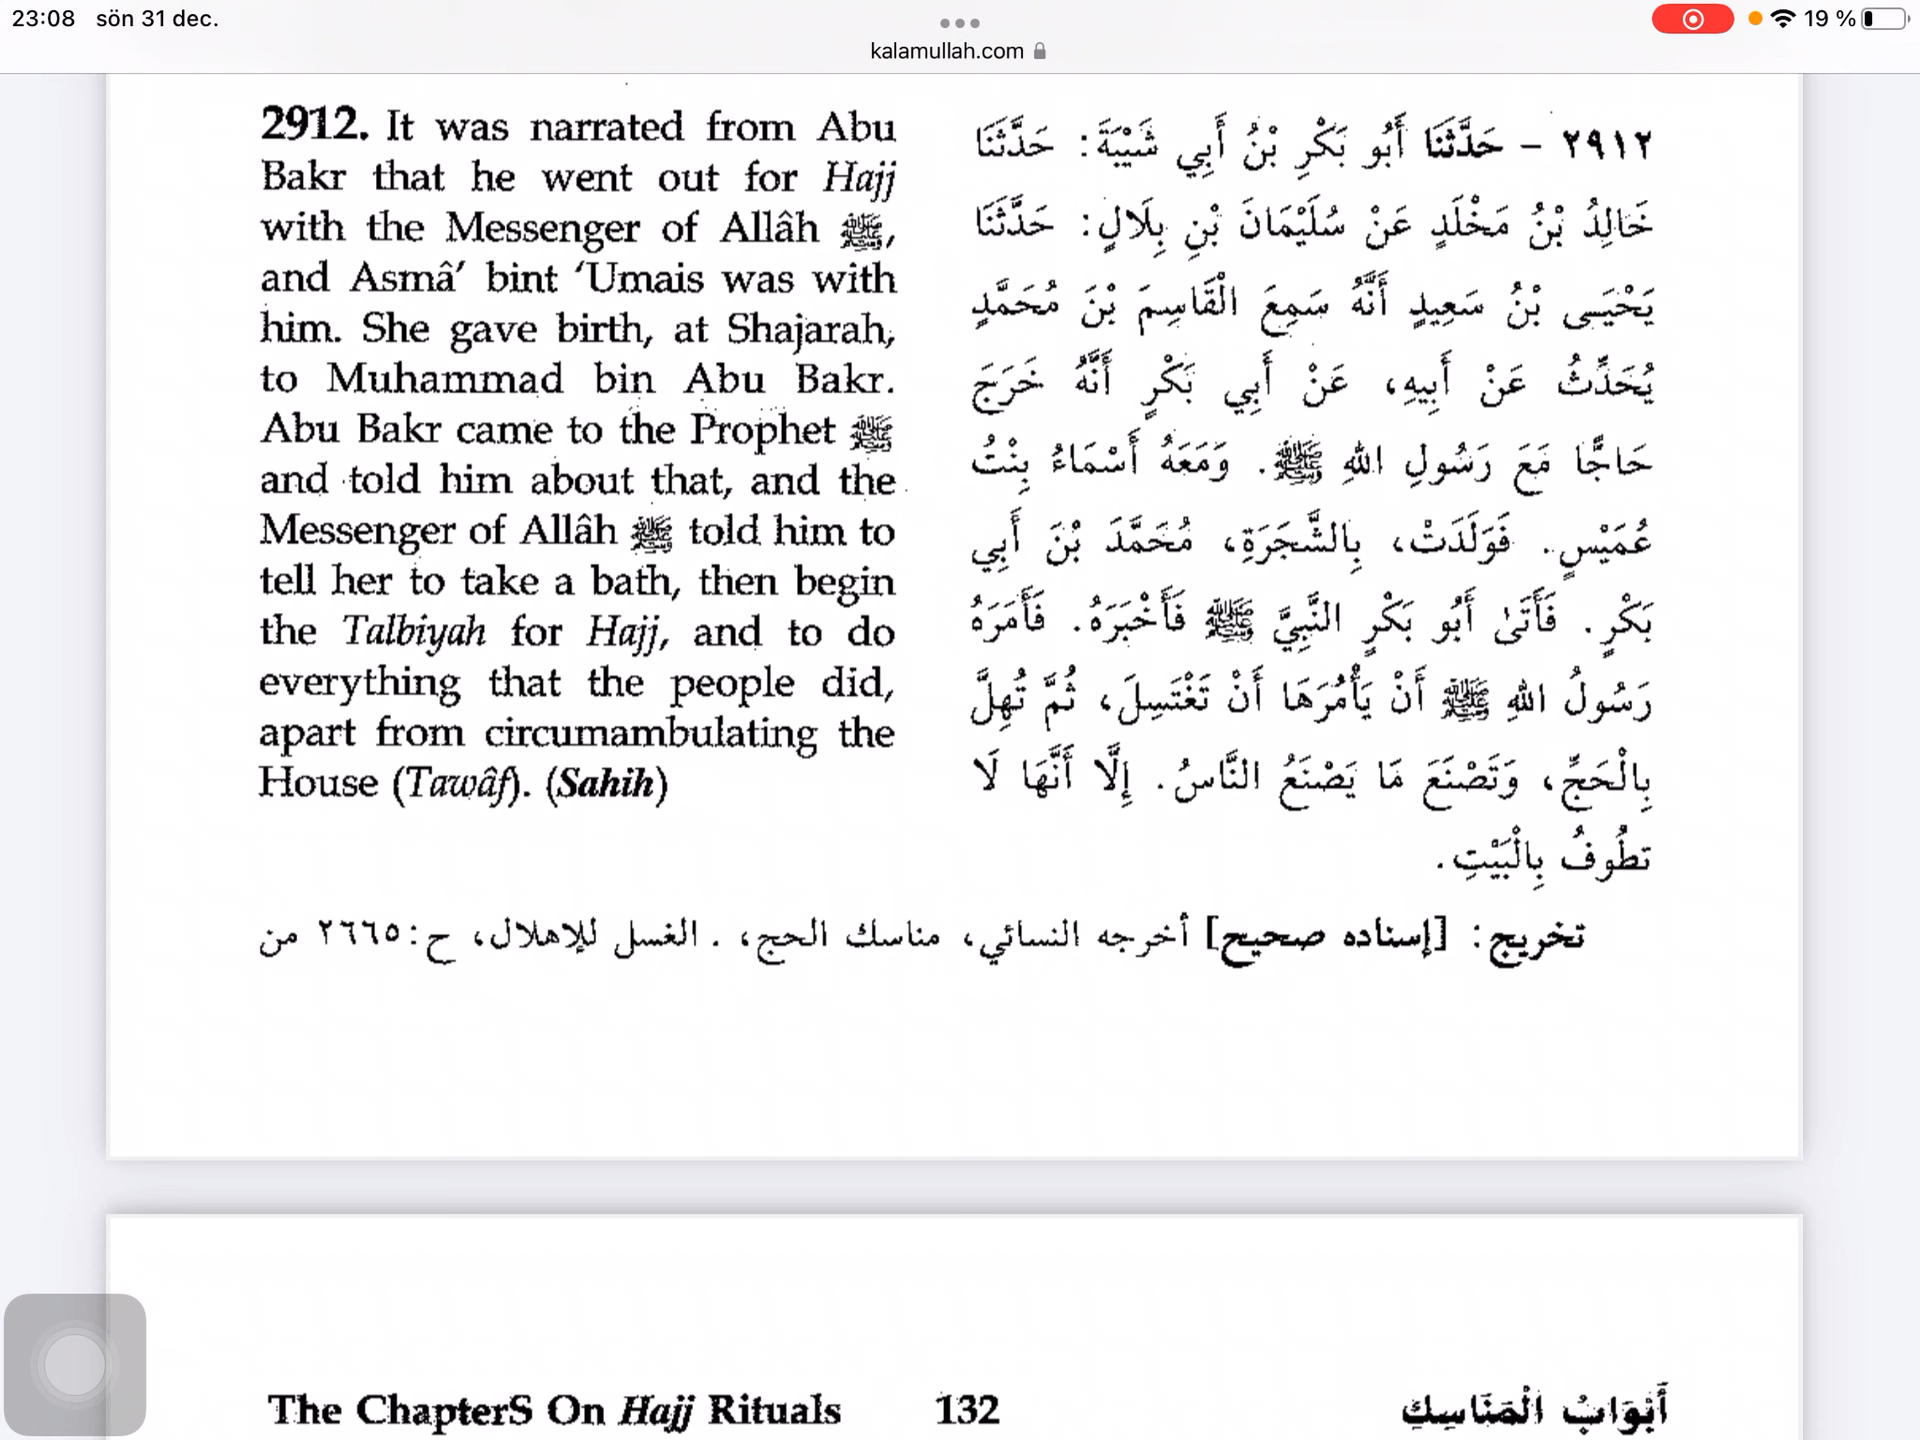 23:08 sön 31 dec.
19 %
kalamullah.com
2912. It was narrated from Abu
Bakr that he went out for Hajj
with the Messenger of Allâh ﷺ,
and Asmâ’ bint ‘Umais was with
him. She gave birth, at Shajarah,
to Muhammad bin Abu Bakr.
Abu Bakr came to the Prophet ﷺ
and told him about that, and the
Messenger of Allâh ﷺ told him to
tell her to take a bath, then begin
the Talbiyah for Hajj, and to do
everything that the people did,
apart from circumambulating the
House (Tawâf). (Sahih)
٢٩١٢ – حَدَّثَنَا أَبُو بَكْرِ بْنُ أَبِي شَيْبَةَ: حَدَّثَنَا
خَالِدُ بْنُ مَخْلَدٍ عَنْ سُلَيْمَانَ بْنِ بِلَالٍ: حَدَّثَنَا
يَحْيَـى بْنُ سَعِيدٍ أَنَّهُ سَمِعَ الْقَاسِمَ بْنَ مُحَمَّدٍ
يُحَدِّثُ عَنْ أَبِيهِ، عَنْ أَبِي بَكْرٍ أَنَّهُ خَرَجَ
حَاجًّا مَعَ رَسُولِ اللهِ ﷺ. وَمَعَهُ أَسْمَاءُ بِنْتُ
عُمَيْسٍ. فَوَلَدَتْ، بِالشَّجَرَةِ، مُحَمَّدَ بْنَ أَبِي
بَكْرٍ. فَأَتَىٰ أَبُو بَكْرٍ النَّبِيَّ ﷺ فَأَخْبَرَهُ. فَأَمَرَهُ
رَسُولُ اللهِ ﷺ أَنْ يَأْمُرَهَا أَنْ تَغْتَسِلَ، ثُمَّ تُهِلَّ
بِالْحَجِّ، وَتَصْنَعَ مَا يَصْنَعُ النَّاسُ. إِلَّا أَنَّهَا لَا
تَطُوفُ بِالْبَيْتِ.
تخريج: [إسناده صحيح] أخرجه النسائي، مناسك الحج، . الغسل للإهلال، ح:٢٦٦٥ من
The ChapterS On Hajj Rituals 132 أَبْوَابُ الْمَنَاسِكِ